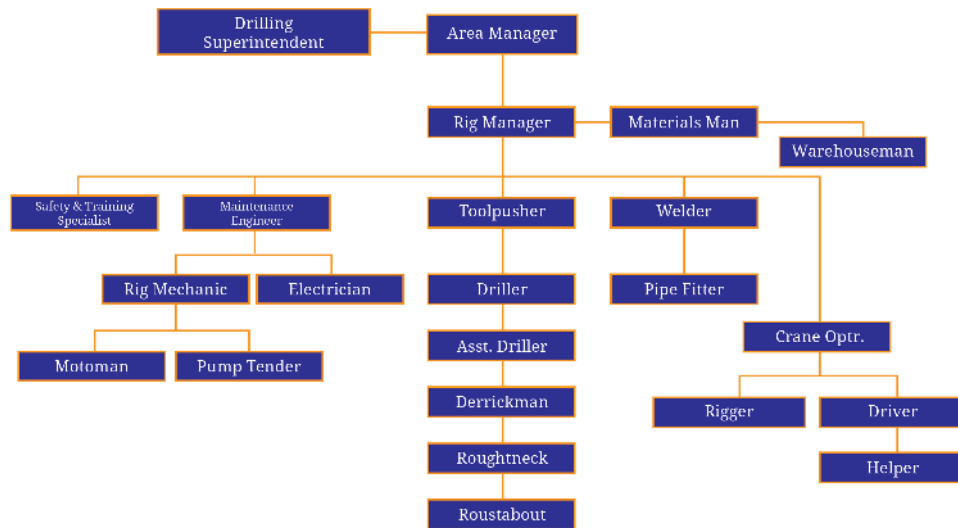 Drilling
Superintendent
Area Manager
Rig Manager
Materials Man
Warehouseman
Safety & Training
Specialist
Maintenance
Engineer
Toolpusher
Welder
Rig Mechanic
Electrician
Driller
Pipe Fitter
Crane Optr.
Motoman
Pump Tender
Asst. Driller
Derrickman
Rigger
Driver
Roughtneck
Helper
Roustabout